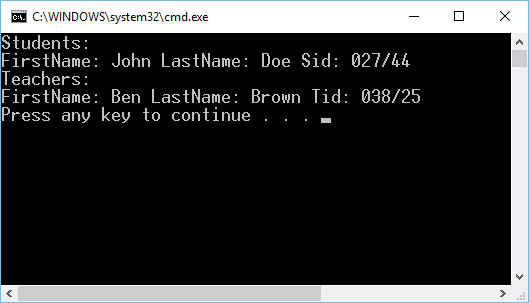 C:\WINDOWS\system32\cmd.exe
Students:
FirstName: John LastName: Doe Sid: 027/44
Teachers:
FirstName: Ben LastName: Brown Tid: 038/25
Press any key to continue . . .